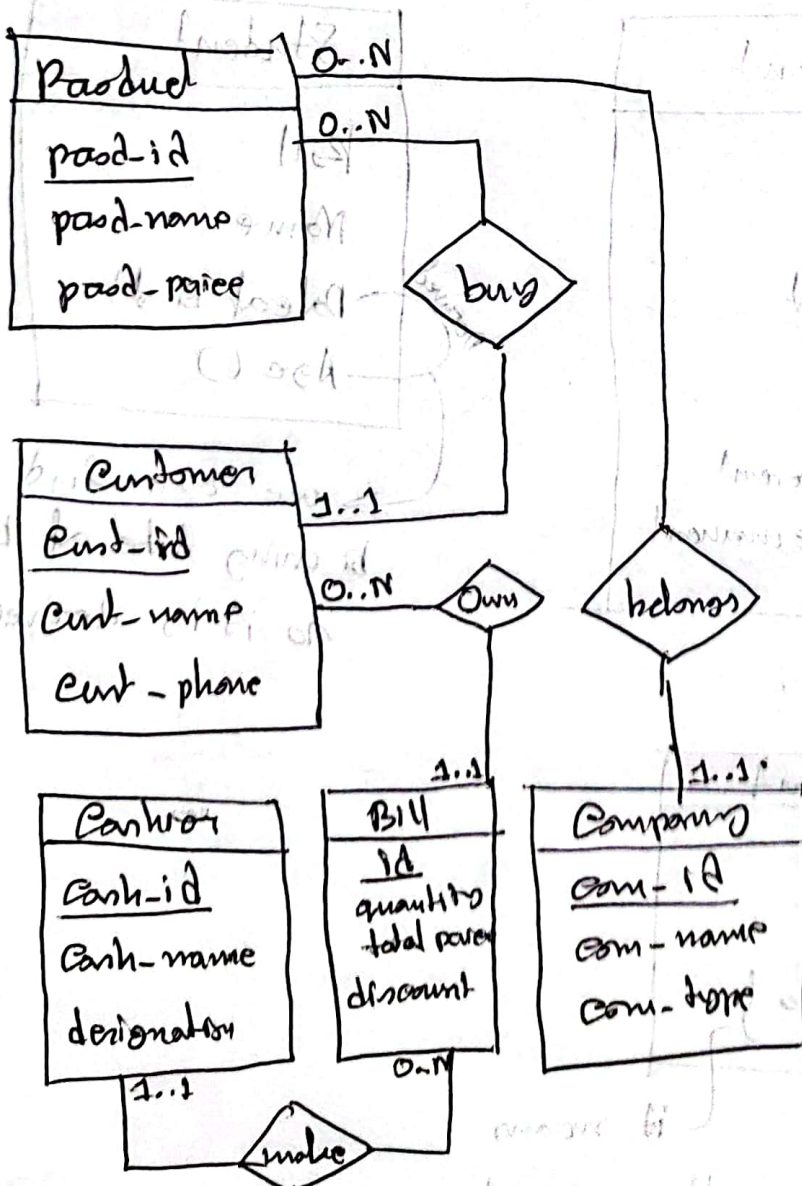 Product
0..N
0..N
prod-id
prod-name
prod-price
buy
Customer
1..1
Cust-id
0..N
Own
belongs
Cust-name
Cust-phone
1..1
1..1
Cashier
Bill
Company
Cash-id
id
com-id
Cash-name
quantity
com-name
total price
designation
discount
com-type
1..1
0..N
make